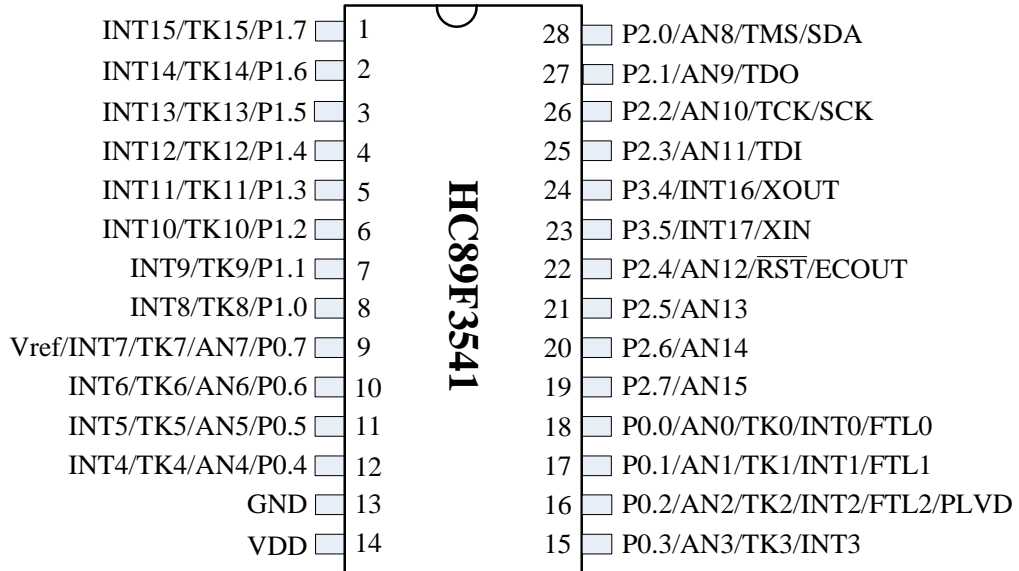 INT15/TK15/P1.7 1 28 P2.0/AN8/TMS/SDA
INT14/TK14/P1.6 2 27 P2.1/AN9/TDO
INT13/TK13/P1.5 3 26 P2.2/AN10/TCK/SCK
INT12/TK12/P1.4 4 25 P2.3/AN11/TDI
INT11/TK11/P1.3 5 24 P3.4/INT16/XOUT
INT10/TK10/P1.2 6 23 P3.5/INT17/XIN
INT9/TK9/P1.1 7 22 P2.4/AN12/RST/ECOUT
INT8/TK8/P1.0 8 21 P2.5/AN13
Vref/INT7/TK7/AN7/P0.7 9 20 P2.6/AN14
INT6/TK6/AN6/P0.6 10 19 P2.7/AN15
INT5/TK5/AN5/P0.5 11 18 P0.0/AN0/TK0/INT0/FTL0
INT4/TK4/AN4/P0.4 12 17 P0.1/AN1/TK1/INT1/FTL1
GND 13 16 P0.2/AN2/TK2/INT2/FTL2/PLVD
VDD 14 15 P0.3/AN3/TK3/INT3
HC89F3541